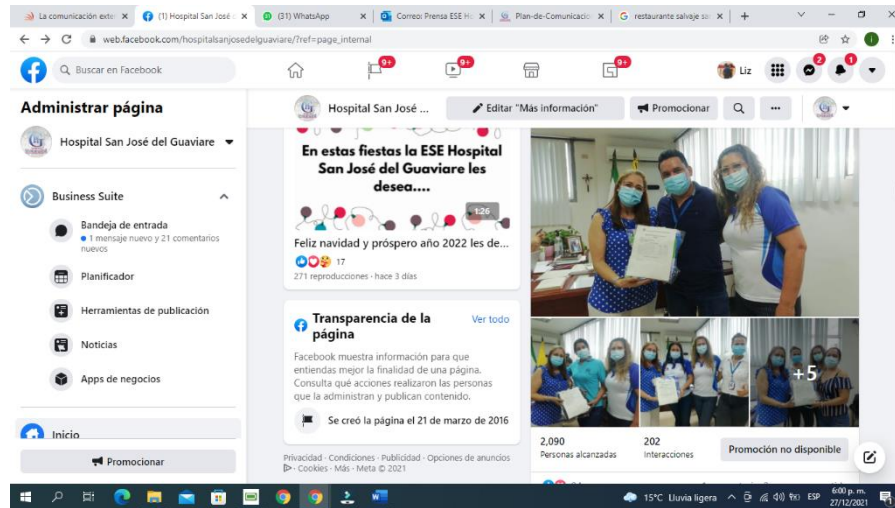 La comunicación exte
(1) Hospital San José d
(31) WhatsApp
Correo: Prensa ESE H
Plan-de-Comunicacio
restaurante salvaje sa
web.facebook.com/hospitalsanjosedelguaviare/?ref=page_internal
Buscar en Facebook
9+
9+
9+
Liz
2
1
Administrar página
Hospital San José del Guaviare
Business Suite
Bandeja de entrada
1 mensaje nuevo y 21 comentarios
nuevos
Planificador
Herramientas de publicación
Noticias
Apps de negocios
Inicio
Promocionar
Hospital San José ...
Editar "Más información"
Promocionar
En estas fiestas la ESE Hospital
San José del Guaviare les
desea....
1:26
Feliz navidad y próspero año 2022 les de...
17
271 reproducciones · hace 3 días
Transparencia de la
página
Ver todo
Facebook muestra información para que
entiendas mejor la finalidad de una página.
Consulta qué acciones realizaron las personas
que la administran y publican contenido.
Se creó la página el 21 de marzo de 2016
Privacidad · Condiciones · Publicidad · Opciones de anuncios
· Cookies · Más · Meta © 2021
+5
2,090
Personas alcanzadas
202
Interacciones
Promoción no disponible
15°C Lluvia ligera
ESP
6:00 p. m.
27/12/2021